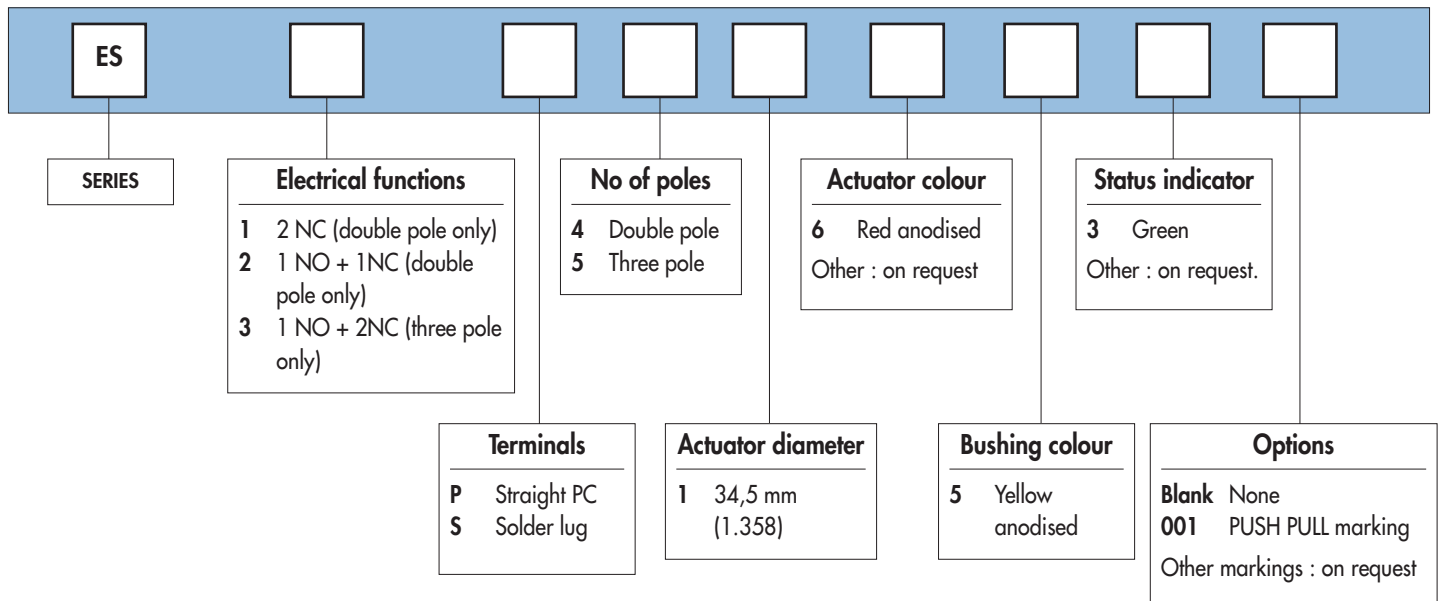 ES
SERIES
Electrical functions
1 2 NC (double pole only)
2 1 NO + 1NC (double
pole only)
3 1 NO + 2NC (three pole
only)
No of poles
4 Double pole
5 Three pole
Actuator colour
6 Red anodised
Other : on request
Status indicator
3 Green
Other : on request.
Terminals
P Straight PC
S Solder lug
Actuator diameter
1 34,5 mm
(1.358)
Bushing colour
5 Yellow
anodised
Options
Blank None
001 PUSH PULL marking
Other markings : on request